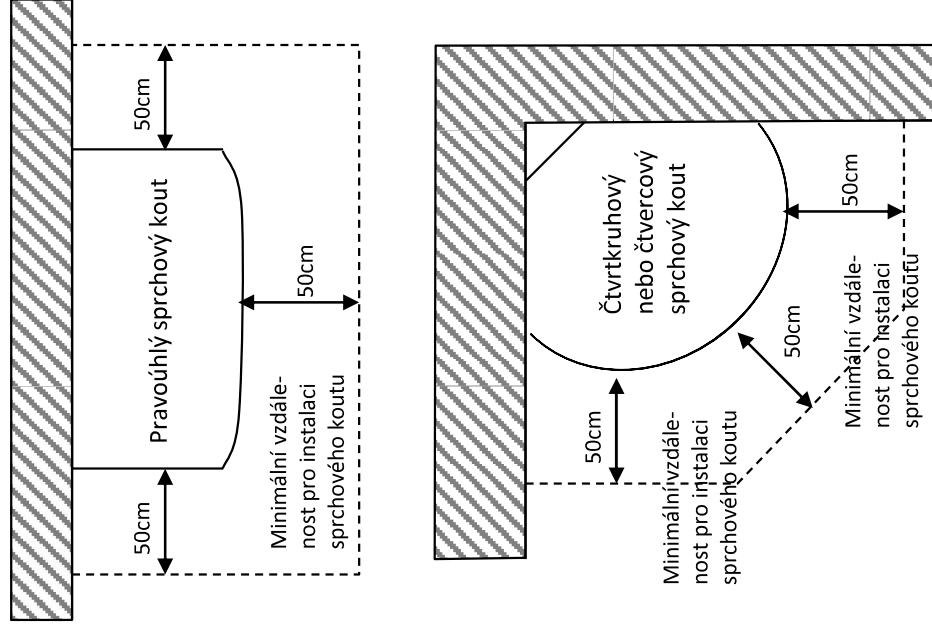 50cm
Pravoúhlý sprchový kout
50cm
50cm
Minimální vzdále-
nost pro instalaci
sprchového koutu
Čtvrtkruhový
nebo čtvercový
sprchový kout
50cm
50cm
50cm
Minimální vzdále-
nost pro instalaci
sprchového koutu
Minimální vzdále-
nost pro instalaci
sprchového koutu